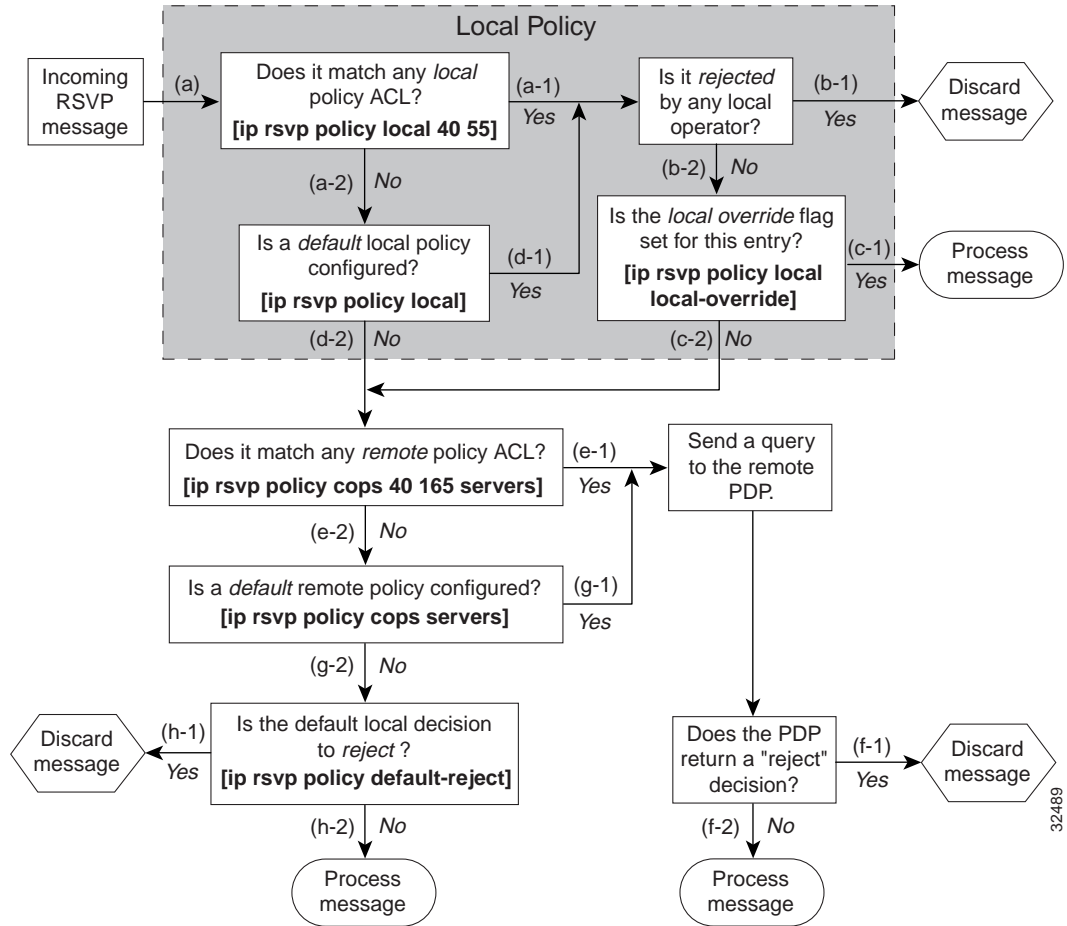 Local Policy
Incoming
RSVP
message
(a)
Does it match any local
policy ACL?
[ip rsvp policy local 40 55]
(a-1)
Yes
Is it rejected
by any local
operator?
(b-1)
Yes
Discard
message
(a-2) No
(b-2) No
Is a default local policy
configured?
[ip rsvp policy local]
(d-1)
Yes
Is the local override flag
set for this entry?
[ip rsvp policy local
local-override]
(c-1)
Yes
Process
message
(d-2) No
(c-2) No
Does it match any remote policy ACL?
[ip rsvp policy cops 40 165 servers]
(e-1)
Yes
Send a query
to the remote
PDP.
(e-2) No
Is a default remote policy configured?
[ip rsvp policy cops servers]
(g-1)
Yes
(g-2) No
Discard
message
(h-1)
Yes
Is the default local decision
to reject ?
[ip rsvp policy default-reject]
Does the PDP
return a "reject"
decision?
(f-1)
Yes
Discard
message
(h-2) No
(f-2) No
Process
message
Process
message
32489